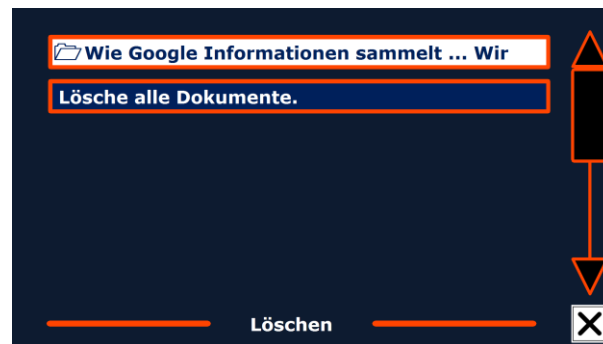 Wie Google Informationen sammelt ... Wir
Lösche alle Dokumente.
Löschen